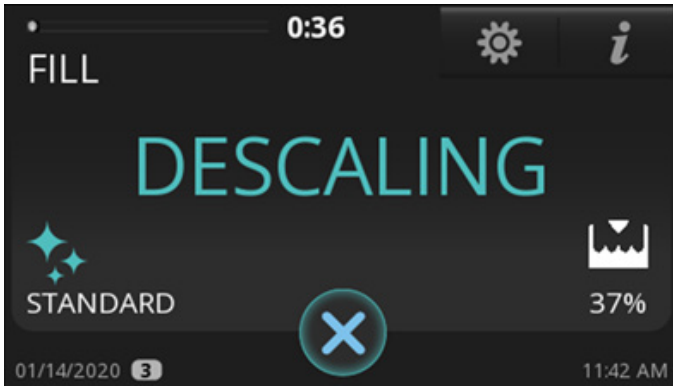 0:36
i
FILL
DESCALING
STANDARD
37%
01/14/2020 3
11:42 AM